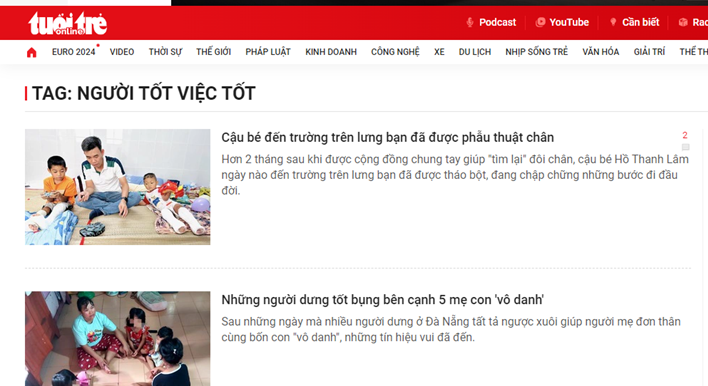 tuổi trẻ
online
Podcast YouTube Cần biết
EURO 2024 VIDEO THỜI SỰ THẾ GIỚI PHÁP LUẬT KINH DOANH CÔNG NGHỆ XE DU LỊCH NHỊP SỐNG TRẺ VĂN HÓA GIẢI TRÍ
TAG: NGƯỜI TỐT VIỆC TỐT
Cậu bé đến trường trên lưng bạn đã được phẫu thuật chân
2
Hơn 2 tháng sau khi được cộng đồng chung tay giúp "tìm lại" đôi chân, cậu bé Hồ Thanh Lâm
ngày nào đến trường trên lưng bạn đã được tháo bột, đang chập chững những bước đi đầu
đời.
Những người dưng tốt bụng bên cạnh 5 mẹ con 'vô danh'
Sau những ngày mà nhiều người dưng ở Đà Nẵng tất tả ngược xuôi giúp người mẹ đơn thân
cùng bốn con "vô danh", những tín hiệu vui đã đến.